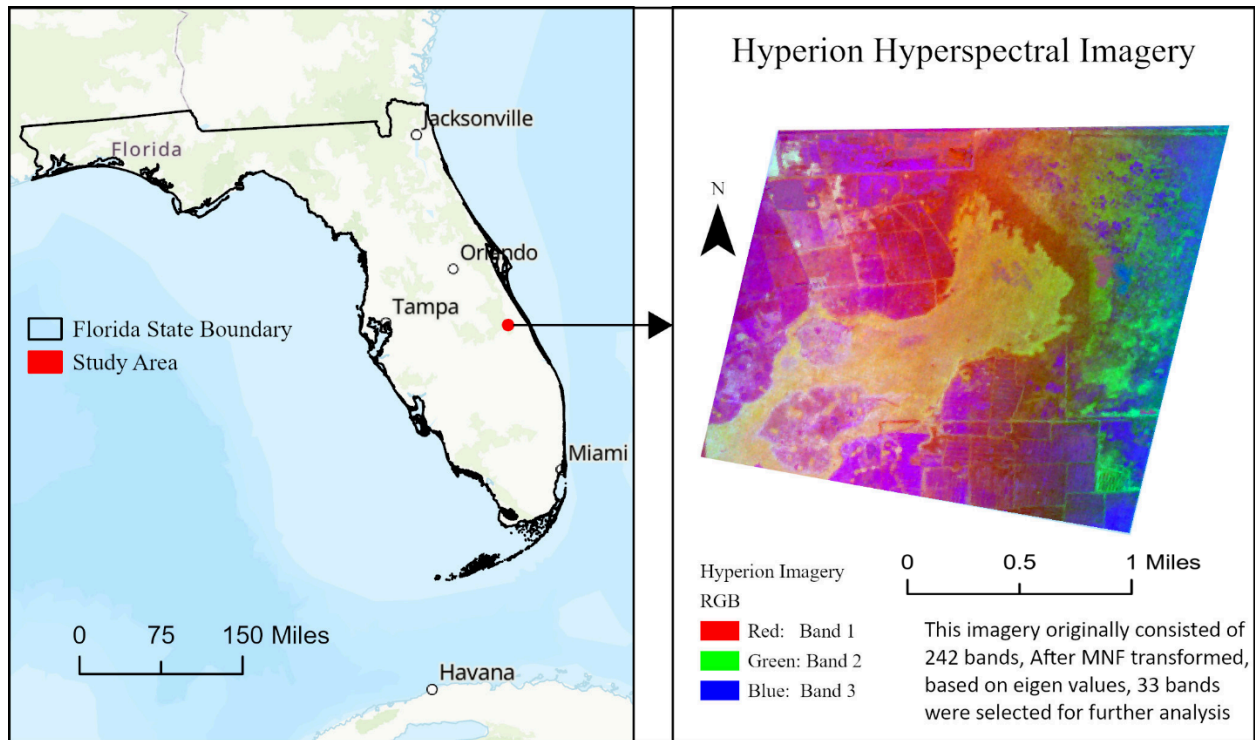 Jacksonville
Florida
Orlando
Tampa
Florida State Boundary
Study Area
Miami
0 75 150 Miles
Havana
Hyperion Hyperspectral Imagery
N
Hyperion Imagery
RGB
Red: Band 1
Green: Band 2
Blue: Band 3
0 0.5 1 Miles
This imagery originally consisted of
242 bands, After MNF transformed,
based on eigen values, 33 bands
were selected for further analysis